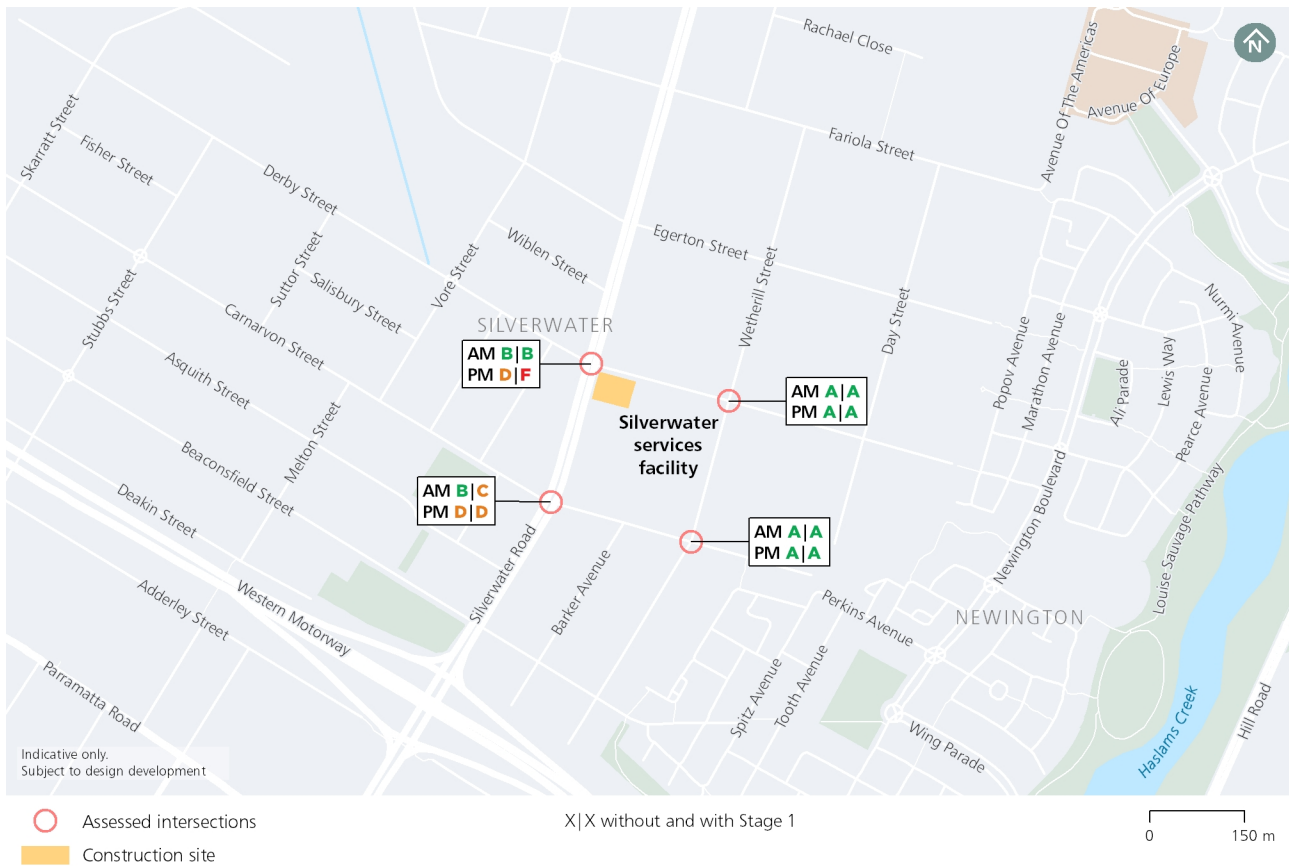 Rachael Close
N
Avenue Of The Americas
Avenue Of Europe
Skarratt Street
Fisher Street
Derby Street
Fariola Street
Suttor Street
Salisbury Street
Vore Street
Wiblen Street
Egerton Street
Wetherill Street
Day Street
Nurmi Avenue
Stubbs Street
Carnarvon Street
SILVERWATER
AM B|B
PM D|F
Popov Avenue
Marathon Avenue
Ali Parade
Lewis Way
Pearce Avenue
Asquith Street
AM A|A
PM A|A
Silverwater
services
facility
Melton Street
Beaconsfield Street
Deakin Street
AM B|C
PM D|D
AM A|A
PM A|A
Newington Boulevard
Louise Sauvage Pathway
Silverwater Road
Barker Avenue
Western Motorway
Adderley Street
Perkins Avenue
NEWINGTON
Parramatta Road
Spitz Avenue
Tooth Avenue
Wing Parade
Haslams Creek
Hill Road
Indicative only.
Subject to design development
Assessed intersections
X|X without and with Stage 1
0 150 m
Construction site